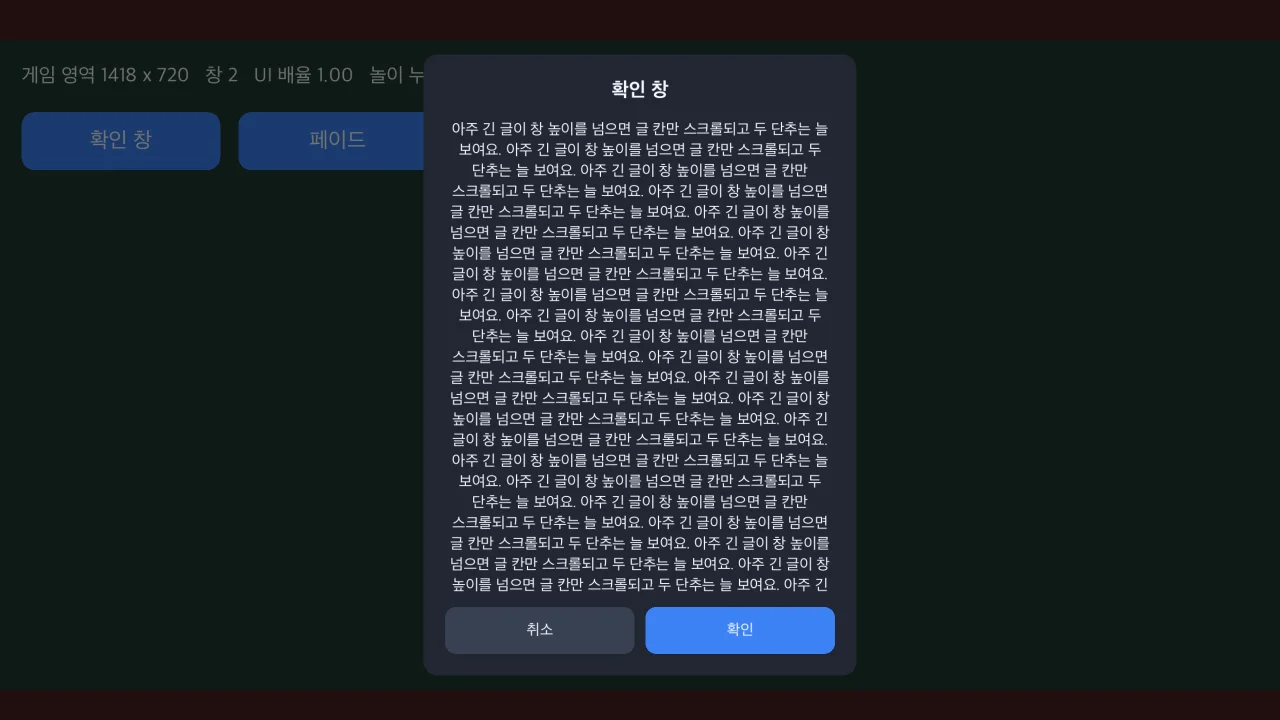 게임 영역 1418 x 720 창 2 UI 배율 1.00 놀이 누
확인 창
페이드
확인 창
아주 긴 글이 창 높이를 넘으면 글 칸만 스크롤되고 두 단추는 늘
보여요. 아주 긴 글이 창 높이를 넘으면 글 칸만 스크롤되고 두
단추는 늘 보여요. 아주 긴 글이 창 높이를 넘으면 글 칸만
스크롤되고 두 단추는 늘 보여요. 아주 긴 글이 창 높이를 넘으면
글 칸만 스크롤되고 두 단추는 늘 보여요. 아주 긴 글이 창 높이를
넘으면 글 칸만 스크롤되고 두 단추는 늘 보여요. 아주 긴 글이 창
높이를 넘으면 글 칸만 스크롤되고 두 단추는 늘 보여요. 아주 긴
글이 창 높이를 넘으면 글 칸만 스크롤되고 두 단추는 늘 보여요.
아주 긴 글이 창 높이를 넘으면 글 칸만 스크롤되고 두 단추는 늘
보여요. 아주 긴 글이 창 높이를 넘으면 글 칸만 스크롤되고 두
단추는 늘 보여요. 아주 긴 글이 창 높이를 넘으면 글 칸만
스크롤되고 두 단추는 늘 보여요. 아주 긴 글이 창 높이를 넘으면
글 칸만 스크롤되고 두 단추는 늘 보여요. 아주 긴 글이 창 높이를
넘으면 글 칸만 스크롤되고 두 단추는 늘 보여요. 아주 긴 글이 창
높이를 넘으면 글 칸만 스크롤되고 두 단추는 늘 보여요. 아주 긴
글이 창 높이를 넘으면 글 칸만 스크롤되고 두 단추는 늘 보여요.
아주 긴 글이 창 높이를 넘으면 글 칸만 스크롤되고 두 단추는 늘
보여요. 아주 긴 글이 창 높이를 넘으면 글 칸만 스크롤되고 두
단추는 늘 보여요. 아주 긴 글이 창 높이를 넘으면 글 칸만
스크롤되고 두 단추는 늘 보여요. 아주 긴 글이 창 높이를 넘으면
글 칸만 스크롤되고 두 단추는 늘 보여요. 아주 긴 글이 창 높이를
넘으면 글 칸만 스크롤되고 두 단추는 늘 보여요. 아주 긴 글이 창
높이를 넘으면 글 칸만 스크롤되고 두 단추는 늘 보여요. 아주 긴
취소
확인